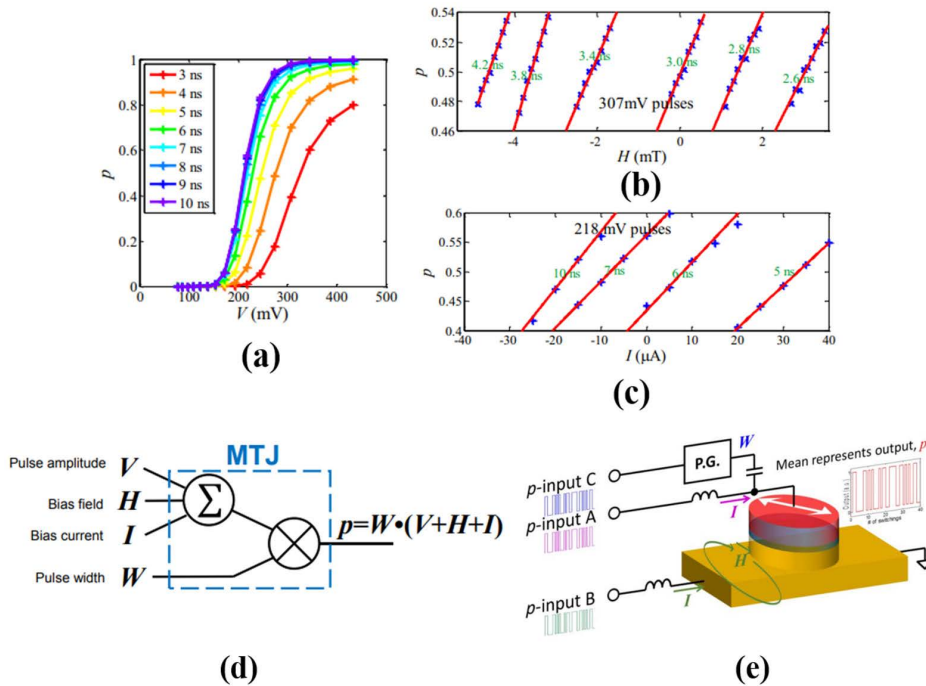 1
0.8
0.6
0.4
0.2
0
p
3 ns
4 ns
5 ns
6 ns
7 ns
8 ns
9 ns
10 ns
0 100 200 300 400 500
V (mV)
(a)
0.54
0.52
0.5
0.48
0.46
p
4.2 ns
3.8 ns
3.4 ns
3.0 ns
2.8 ns
2.6 ns
307mV pulses
-4 -2 0 2
H (mT)
(b)
0.6
0.55
0.5
0.45
0.4
p
218 mV pulses
10 ns
7 ns
6 ns
5 ns
-40 -30 -20 -10 0 10 20 30 40
I (μA)
(c)
MTJ
Pulse amplitude V
Bias field H
Bias current I
Pulse width W
Σ
p=W•(V+H+I)
(d)
P.G.
W
Mean represents output, p
p-input C
p-input A
p-input B
I
H
I
# of switchings
(e)